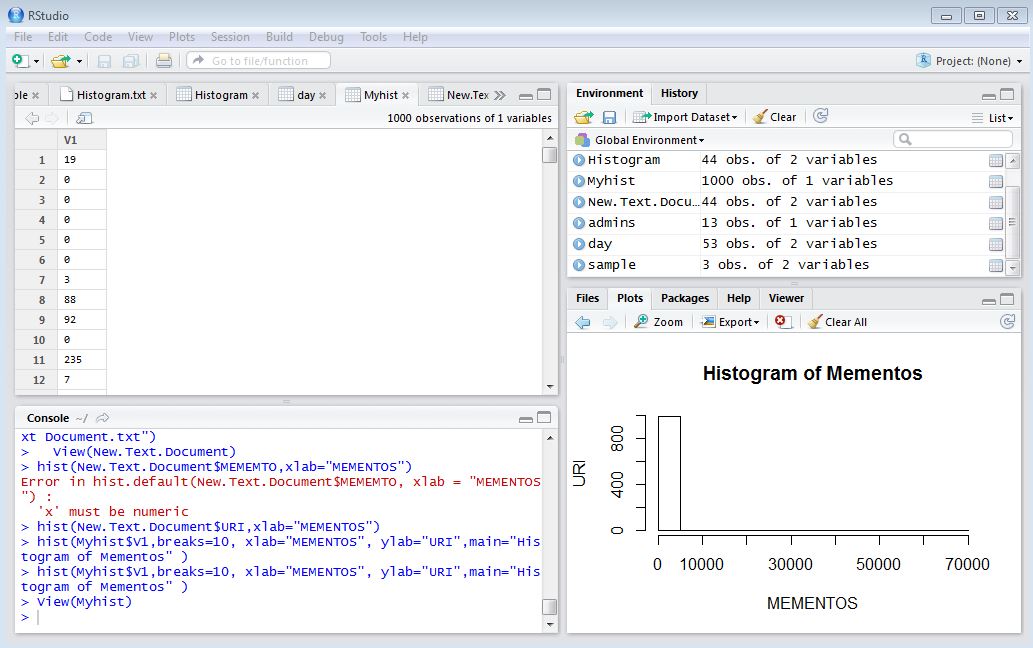 RStudio
File Edit Code View Plots Session Build Debug Tools Help
Go to file/function
Project: (None)
ole Histogram.txt Histogram day Myhist New.Tex
1000 observations of 1 variables
V1
1 19
2 0
3 0
4 0
5 0
6 0
7 3
8 88
9 92
10 0
11 235
12 7
Console ~/
xt Document.txt")
>   View(New.Text.Document)
> hist(New.Text.Document$MEMEMTO,xlab="MEMENTOS")
Error in hist.default(New.Text.Document$MEMEMTO, xlab = "MEMENTOS
") :
  'x' must be numeric
> hist(New.Text.Document$URI,xlab="MEMENTOS")
> hist(Myhist$V1,breaks=10, xlab="MEMENTOS", ylab="URI",main="His
togram of Mementos" )
> hist(Myhist$V1,breaks=10, xlab="MEMENTOS", ylab="URI",main="His
togram of Mementos" )
> View(Myhist)
>
Environment History
Import Dataset Clear List
Global Environment
Histogram 44 obs. of 2 variables
Myhist 1000 obs. of 1 variables
New.Text.Docu… 44 obs. of 2 variables
admins 13 obs. of 1 variables
day 53 obs. of 2 variables
sample 3 obs. of 2 variables
Files Plots Packages Help Viewer
Zoom Export Clear All
Histogram of Mementos
URI
800
400
0
0 10000 30000 50000 70000
MEMENTOS